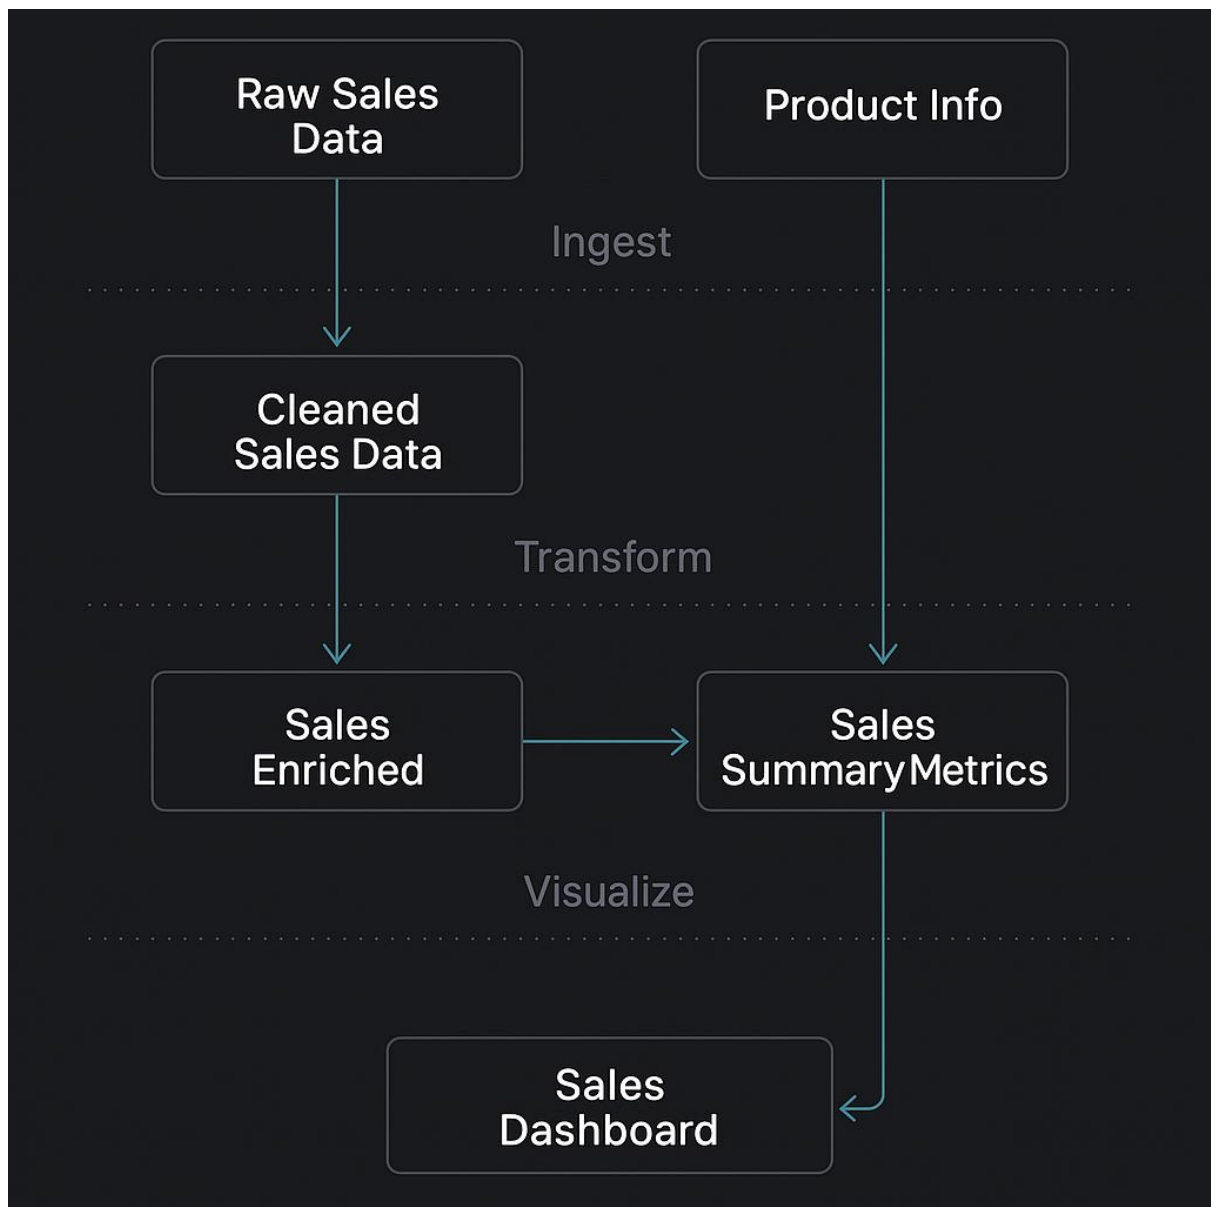 Raw Sales
Data
Product Info
Ingest
Cleaned
Sales Data
Transform
Sales
Enriched
Sales
Summary Metrics
Visualize
Sales
Dashboard